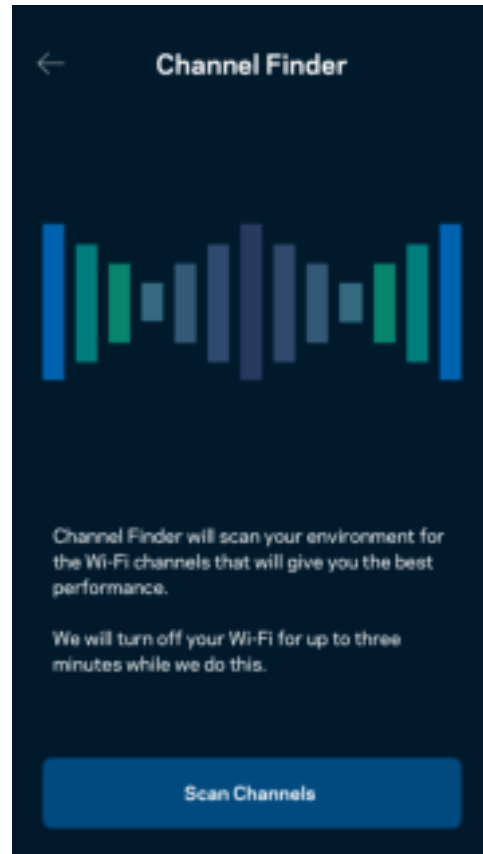 Channel Finder
Channel Finder will scan your environment for
the Wi-Fi channels that will give you the best
performance.
We will turn off your Wi-Fi for up to three
minutes while we do this.
Scan Channels